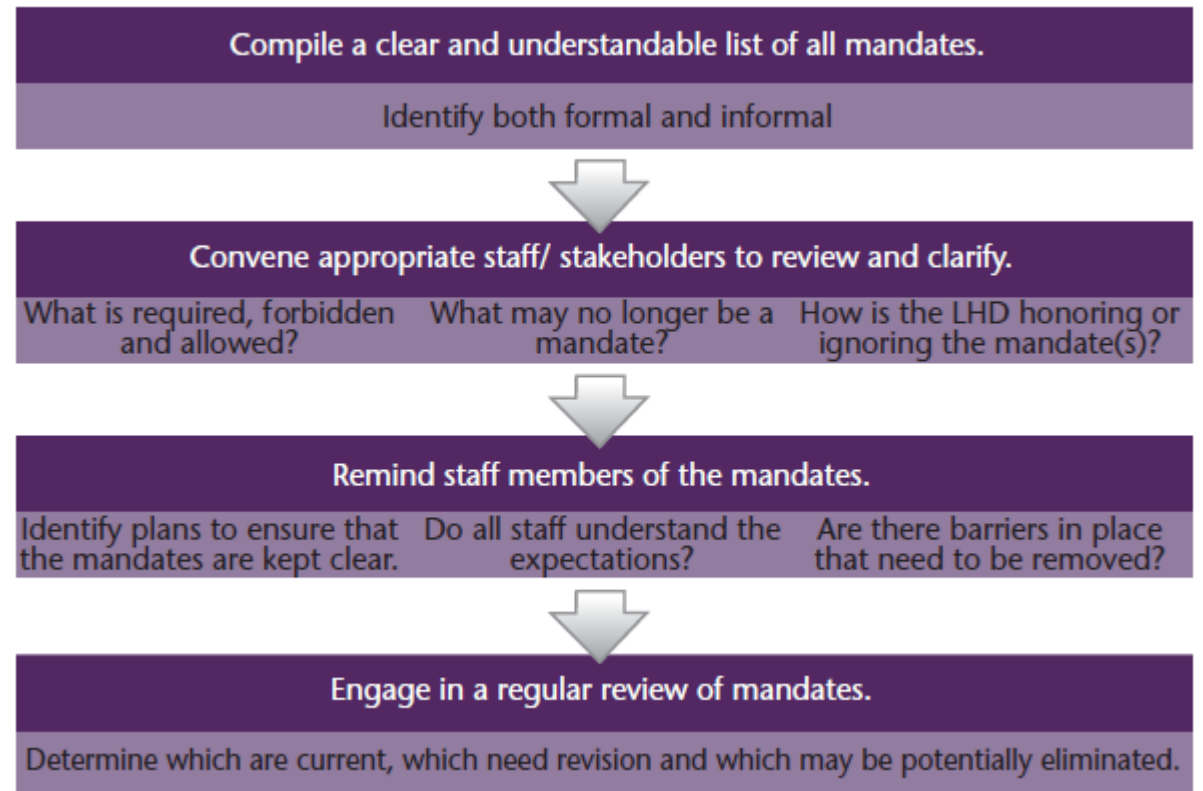 Compile a clear and understandable list of all mandates.
Identify both formal and informal
Convene appropriate staff/ stakeholders to review and clarify.
What is required, forbidden
and allowed?
What may no longer be a
mandate?
How is the LHD honoring or
ignoring the mandate(s)?
Remind staff members of the mandates.
Identify plans to ensure that
the mandates are kept clear.
Do all staff understand the
expectations?
Are there barriers in place
that need to be removed?
Engage in a regular review of mandates.
Determine which are current, which need revision and which may be potentially eliminated.